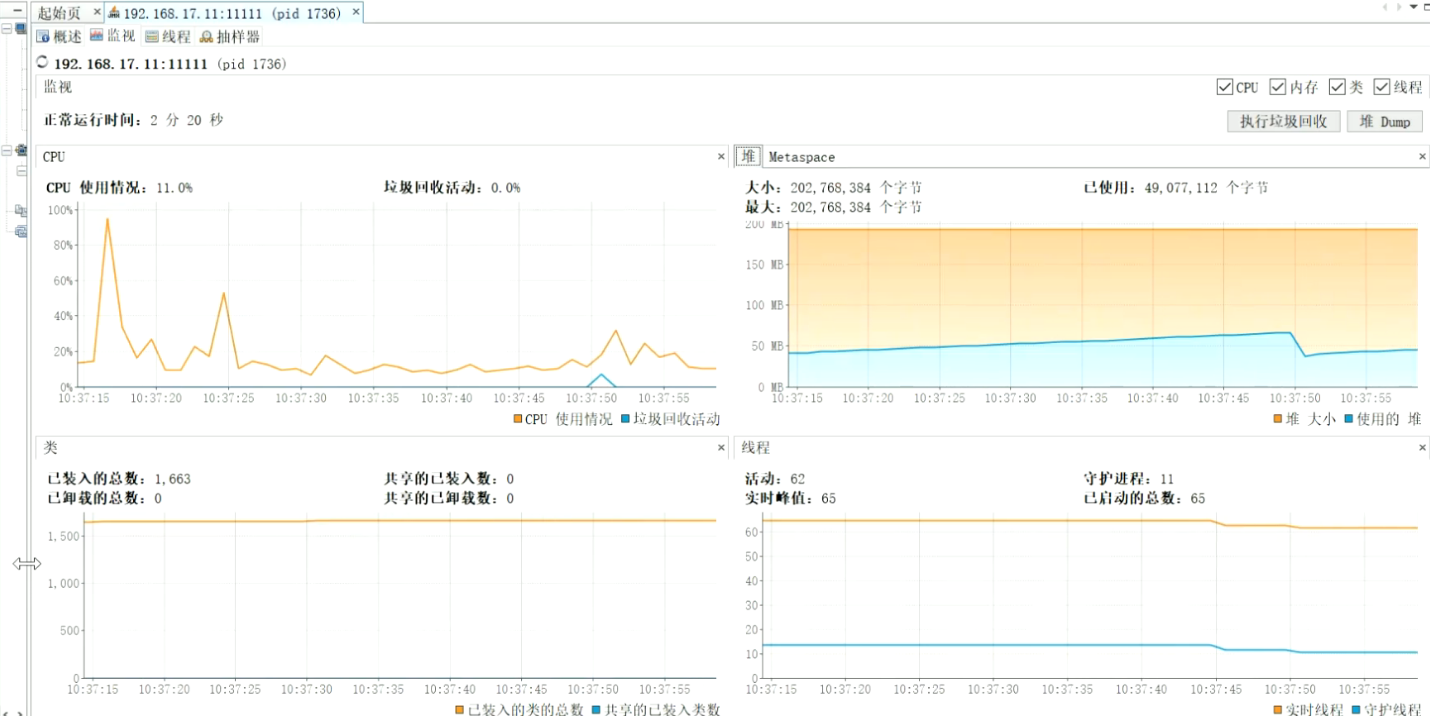 起始页 × 192.168.17.11:11111 (pid 1736) ×
概述 监视 线程 抽样器
192.168.17.11:11111 (pid 1736)
监视 CPU 内存 类 线程
正常运行时间: 2 分 20 秒 执行垃圾回收 堆 Dump
CPU ×
CPU 使用情况: 11.0% 垃圾回收活动: 0.0%
100%
80%
60%
40%
20%
0%
10:37:15 10:37:20 10:37:25 10:37:30 10:37:35 10:37:40 10:37:45 10:37:50 10:37:55
CPU 使用情况 垃圾回收活动
堆 Metaspace ×
大小: 202,768,384 个字节 已使用: 49,077,112 个字节
最大: 202,768,384 个字节
200 MB
150 MB
100 MB
50 MB
0 MB
10:37:15 10:37:20 10:37:25 10:37:30 10:37:35 10:37:40 10:37:45 10:37:50 10:37:55
堆 大小 使用的 堆
类 ×
已装入的总数: 1,663 共享的已装入数: 0
已卸载的总数: 0 共享的已卸载数: 0
1,500
1,000
500
0
10:37:15 10:37:20 10:37:25 10:37:30 10:37:35 10:37:40 10:37:45 10:37:50 10:37:55
已装入的类的总数 共享的已装入类数
线程 ×
活动: 62 守护进程: 11
实时峰值: 65 已启动的总数: 65
60
50
40
30
20
10
0
10:37:15 10:37:20 10:37:25 10:37:30 10:37:35 10:37:40 10:37:45 10:37:50 10:37:55
实时线程 守护线程